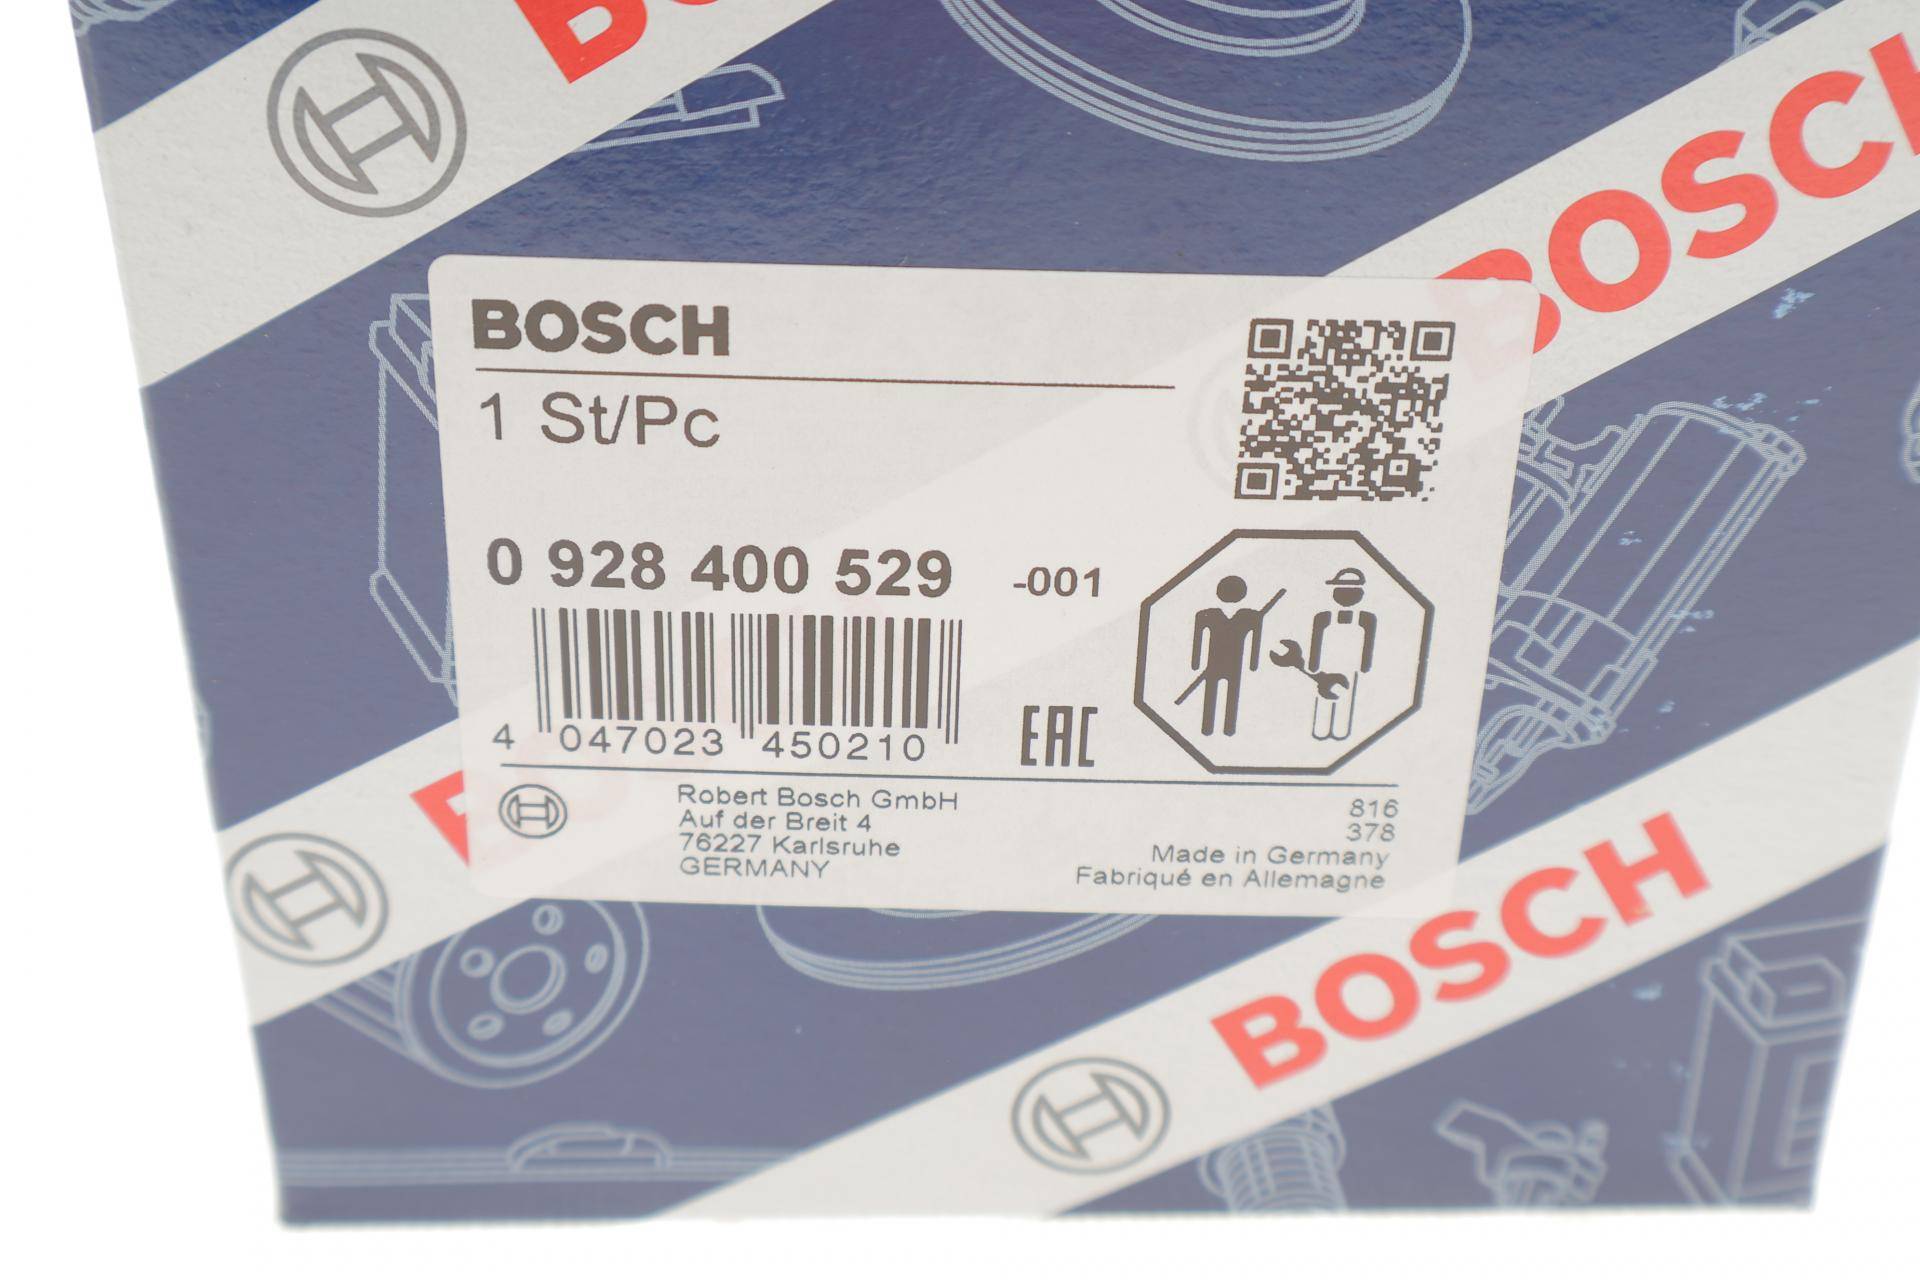 BOSCH
BOSCH
1 St/Pc
0 928 400 529 -001
4 047023 450210
EAC
Robert Bosch GmbH
Auf der Breit 4
76227 Karlsruhe
GERMANY
816
378
Made in Germany
Fabriqué en Allemagne
BOSCH